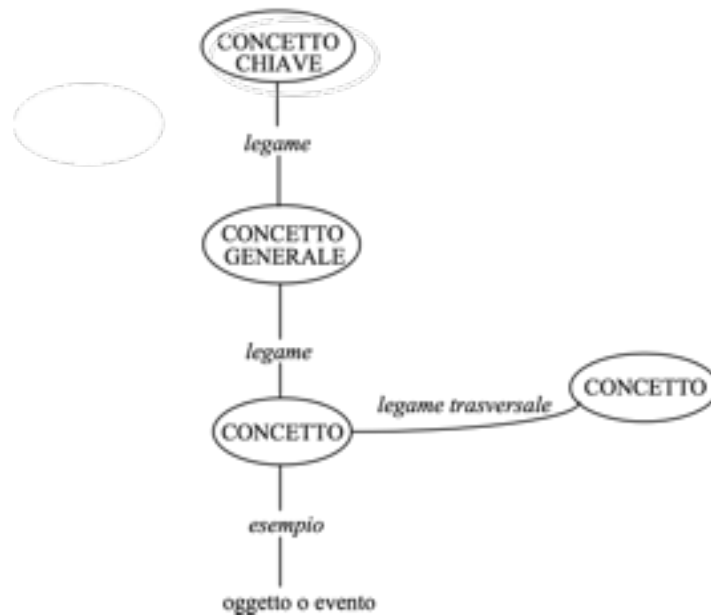 CONCETTO
CHIAVE
legame
CONCETTO
GENERALE
legame
CONCETTO
legame trasversale
CONCETTO
esempio
oggetto o evento